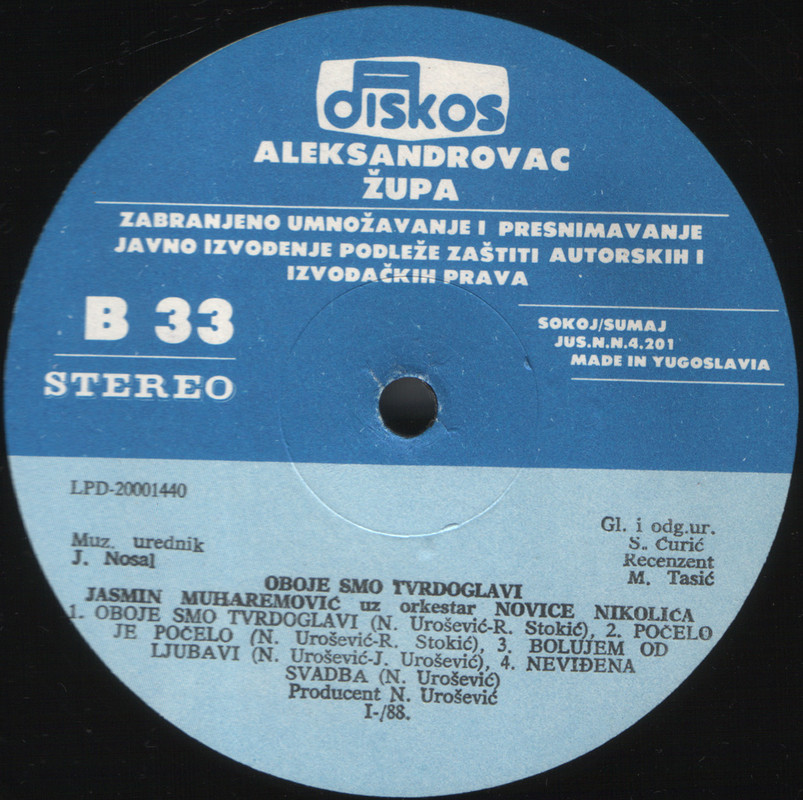 diskos
ALEKSANDROVAC
ŽUPA
ZABRANJENO UMNOŽAVANJE I PRESNIMAVANJE
JAVNO IZVOĐENJE PODLEŽE ZAŠTITI AUTORSKIH I
IZVOĐAČKIH PRAVA
B 33
STEREO
SOKOJ/SUMAJ
JUS.N.N.4.201
MADE IN YUGOSLAVIA
LPD-20001440
Muz. urednik
J. Nosal
Gl. i odg.ur.
S. Ćurić
Recenzent
M. Tasić
OBOJE SMO TVRDOGLAVI
JASMIN MUHAREMOVIĆ uz orkestar NOVICE NIKOLIĆA
1. OBOJE SMO TVRDOGLAVI (N. Urošević-R. Stokić), 2. POČELO
JE POČELO (N. Urošević-R. Stokić), 3. BOLUJEM OD
LJUBAVI (N. Urošević-J. Urošević), 4. NEVIĐENA
SVADBA (N. Urošević)
Producent N. Urošević
I-/88.